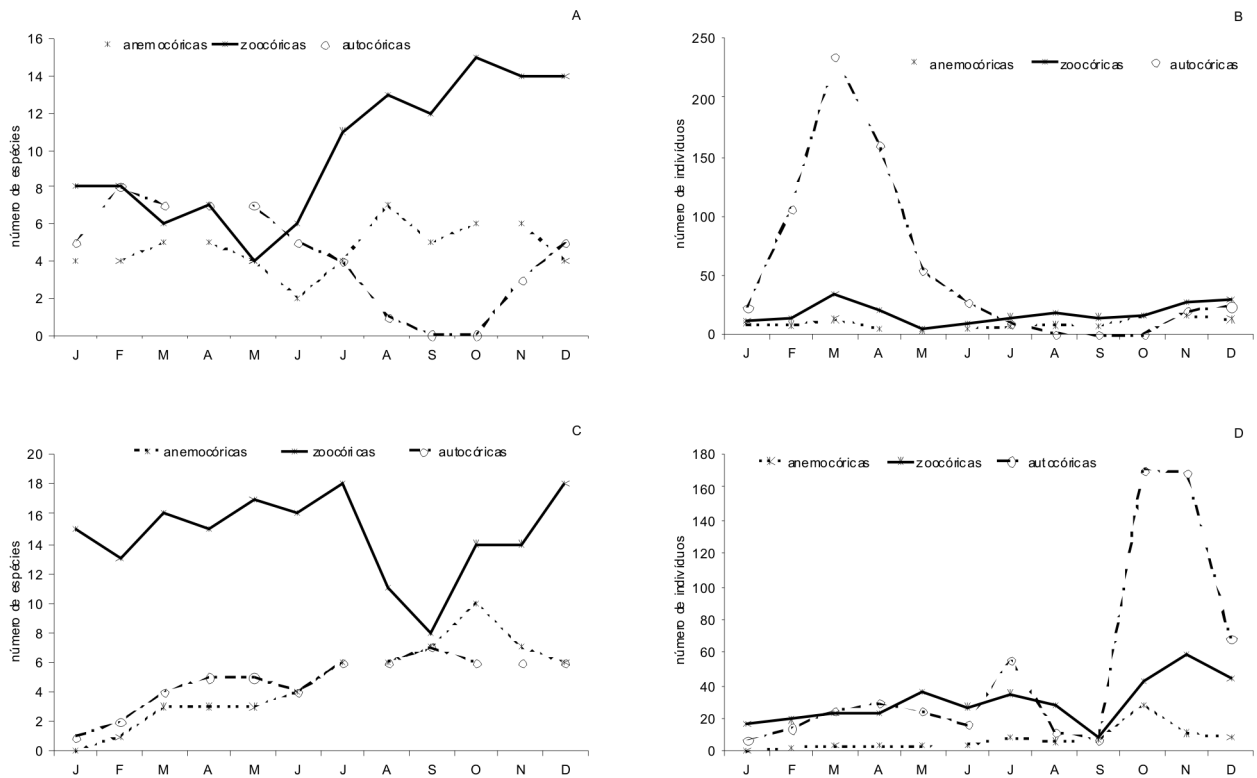 A
anemocóricas zoocóricas autocóricas
número de espécies
16
14
12
10
8
6
4
2
0
J F M A M J J A S O N D
B
anemocóricas zoocóricas autocóricas
número de indivíduos
250
200
150
100
50
0
J F M A M J J A S O N D
C
anemocóricas zoocóricas autocóricas
número de espécies
20
18
16
14
12
10
8
6
4
2
0
J F M A M J J A S O N D
D
anemocóricas zoocóricas autocóricas
número de indivíduos
180
160
140
120
100
80
60
40
20
0
J F M A M J J A S O N D